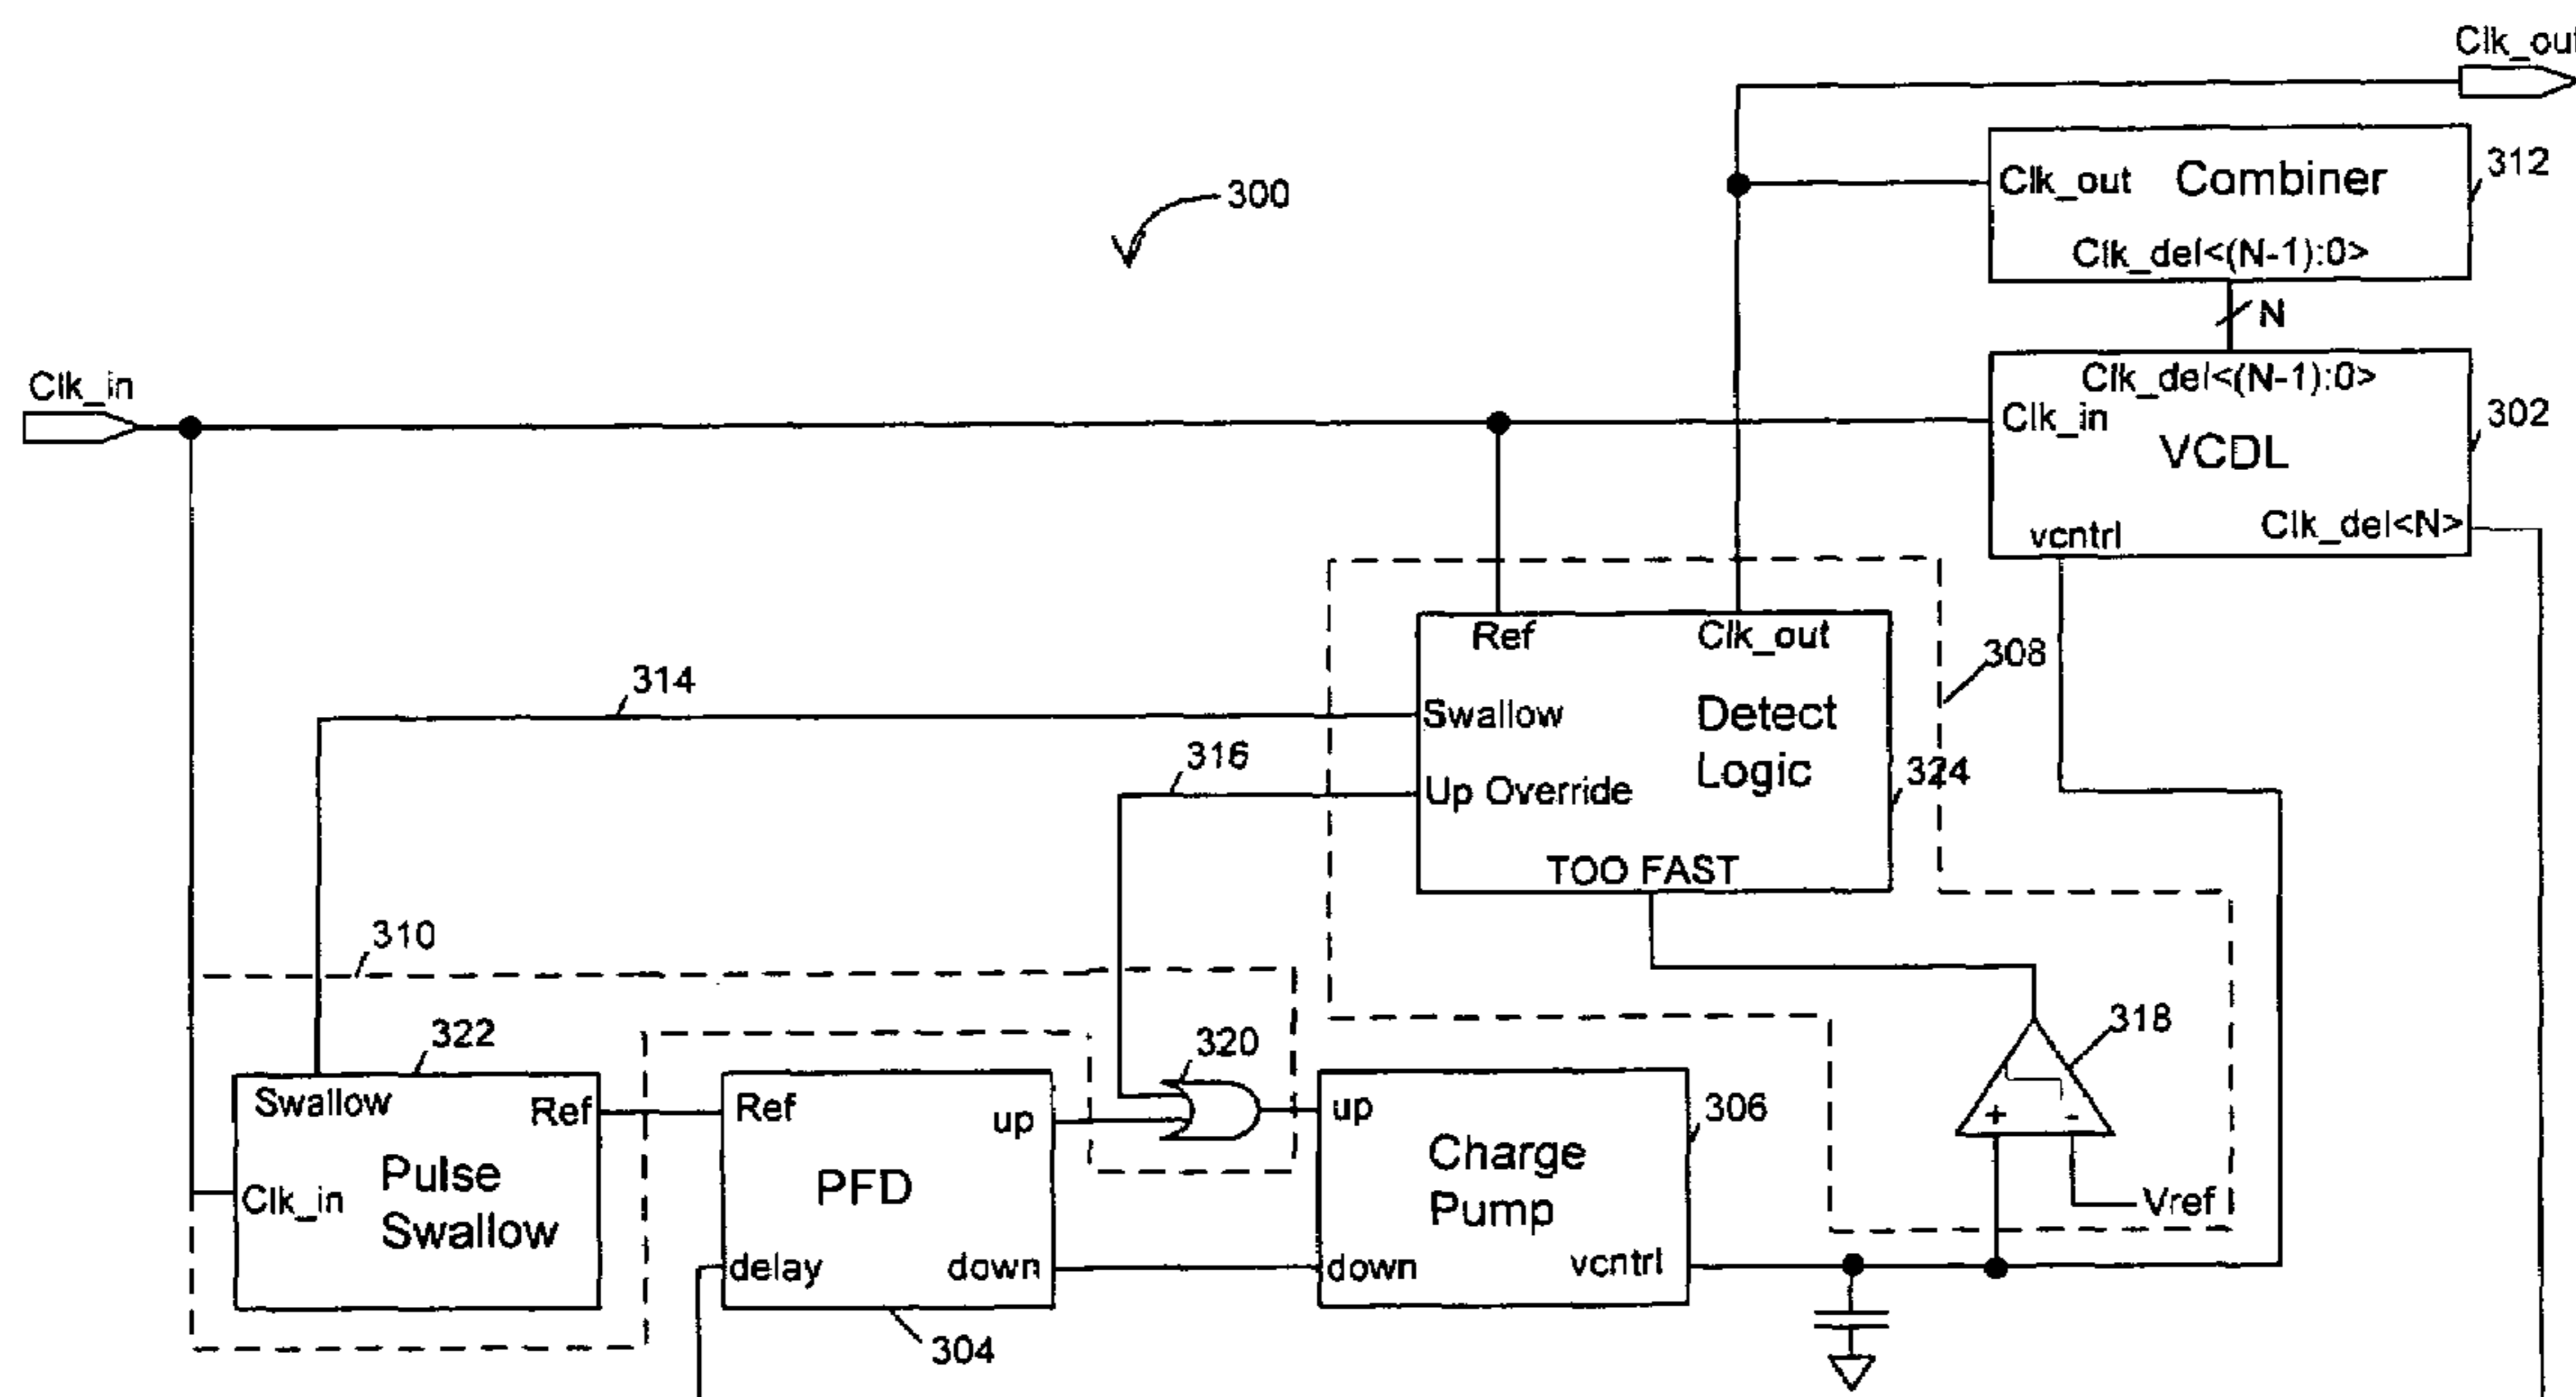 Clk_out
300
Clk_out Combiner
312
Clk_del<(N-1):0>
N
Clk_in
Clk_del<(N-1):0>
Clk_in
VCDL
302
vcntrl
Clk_del<N>
Ref
Clk_out
308
314
Swallow
Detect
Logic
316
Up Override
324
TOO FAST
310
322
320
318
Swallow
Ref
Pulse
Swallow
Clk_in
Ref
up
PFD
delay
down
304
up
306
Charge
Pump
down
vcntrl
+
-
Vref